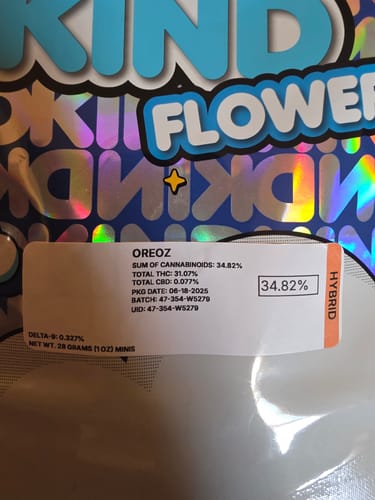 KIND
FLOWER
OREOZ
SUM OF CANNABINOIDS: 34.82%
TOTAL THC: 31.07%
TOTAL CBD: 0.077%
PKG DATE: 06-18-2025
BATCH: 47-354-W5279
UID: 47-354-W5279
34.82%
HYBRID
DELTA-9: 0.327%
NET WT. 28 GRAMS (1 OZ) MINIS